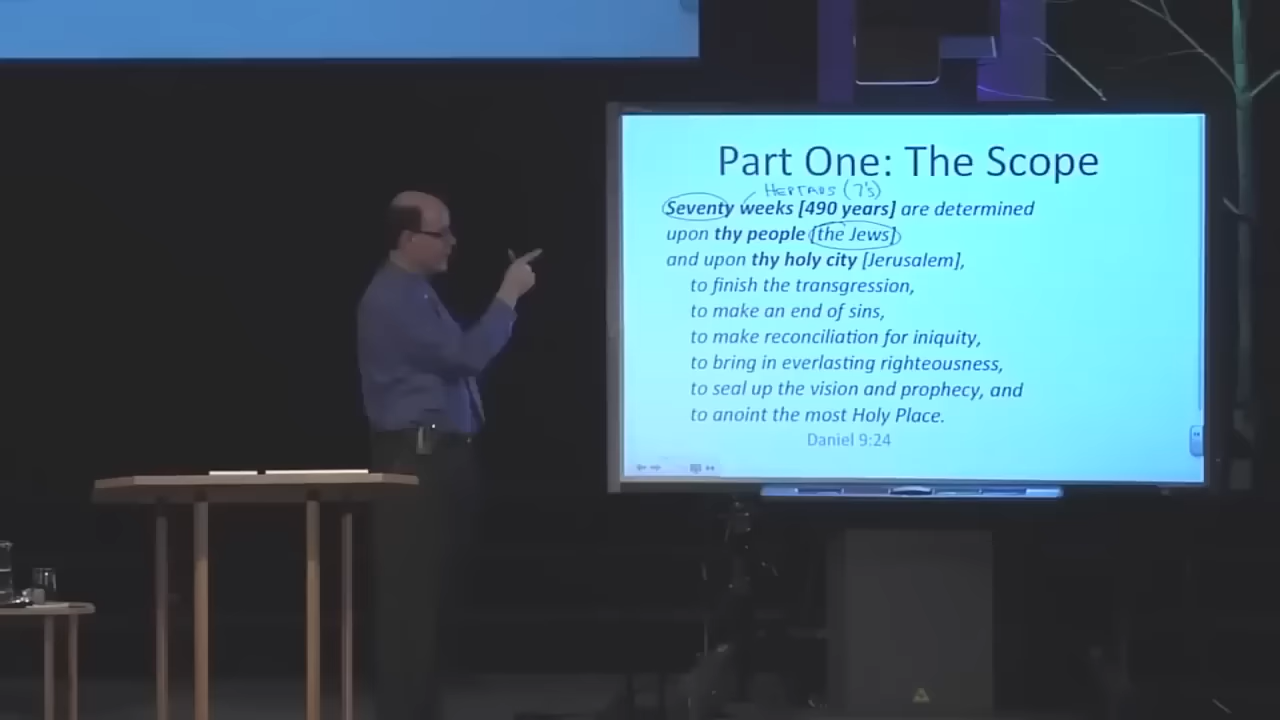 Part One: The Scope
HEPTADS (7's)
Seventy weeks [490 years] are determined
upon thy people [the Jews]
and upon thy holy city [Jerusalem],
to finish the transgression,
to make an end of sins,
to make reconciliation for iniquity,
to bring in everlasting righteousness,
to seal up the vision and prophecy, and
to anoint the most Holy Place.
Daniel 9:24